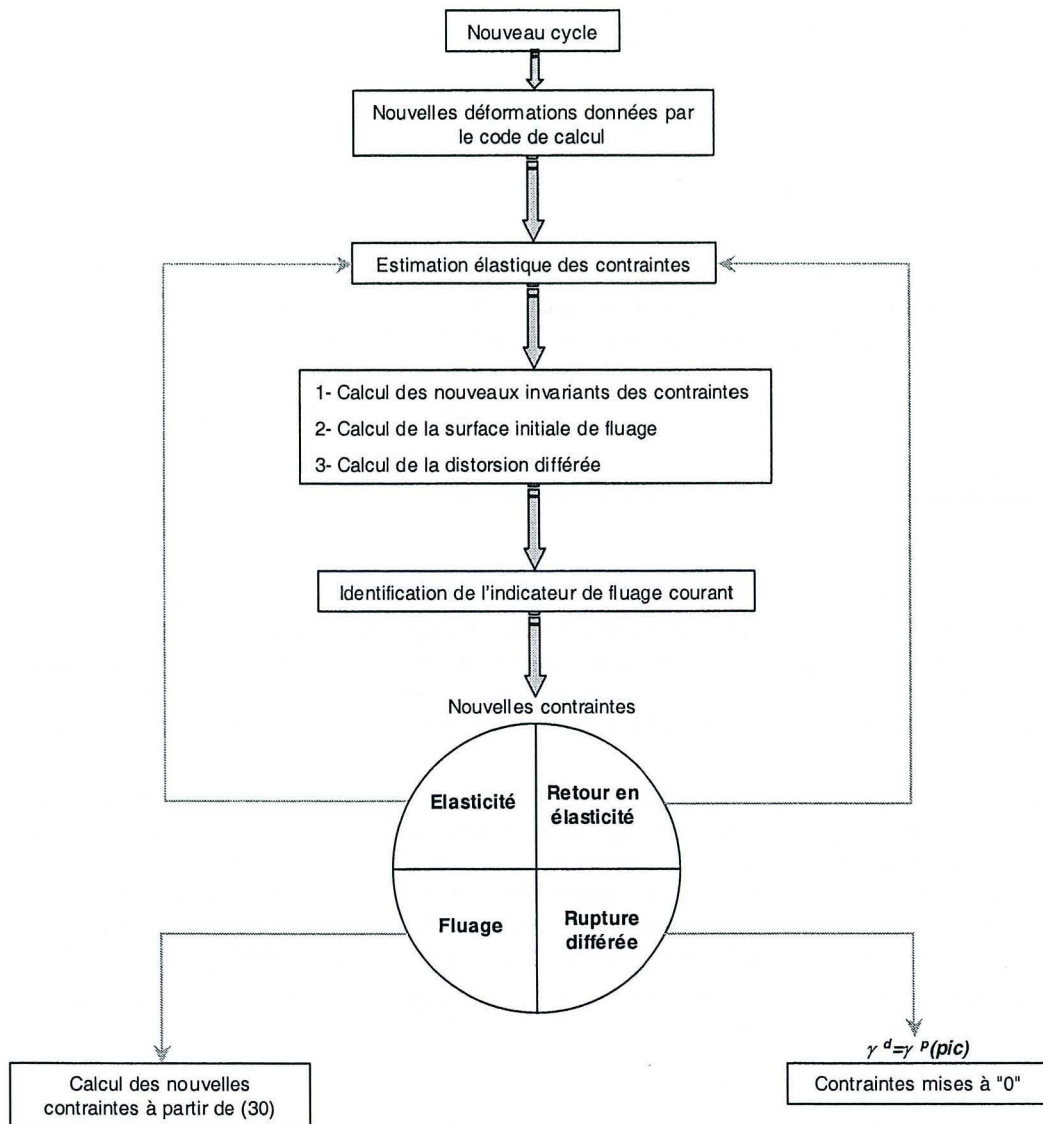 Nouveau cycle
Nouvelles déformations données par
le code de calcul
Estimation élastique des contraintes
1- Calcul des nouveaux invariants des contraintes
2- Calcul de la surface initiale de fluage
3- Calcul de la distorsion différée
Identification de l'indicateur de fluage courant
Nouvelles contraintes
Elasticité
Retour en
élasticité
Fluage
Rupture
différée
γ d=γ p(pic)
Calcul des nouvelles
contraintes à partir de (30)
Contraintes mises à "0"